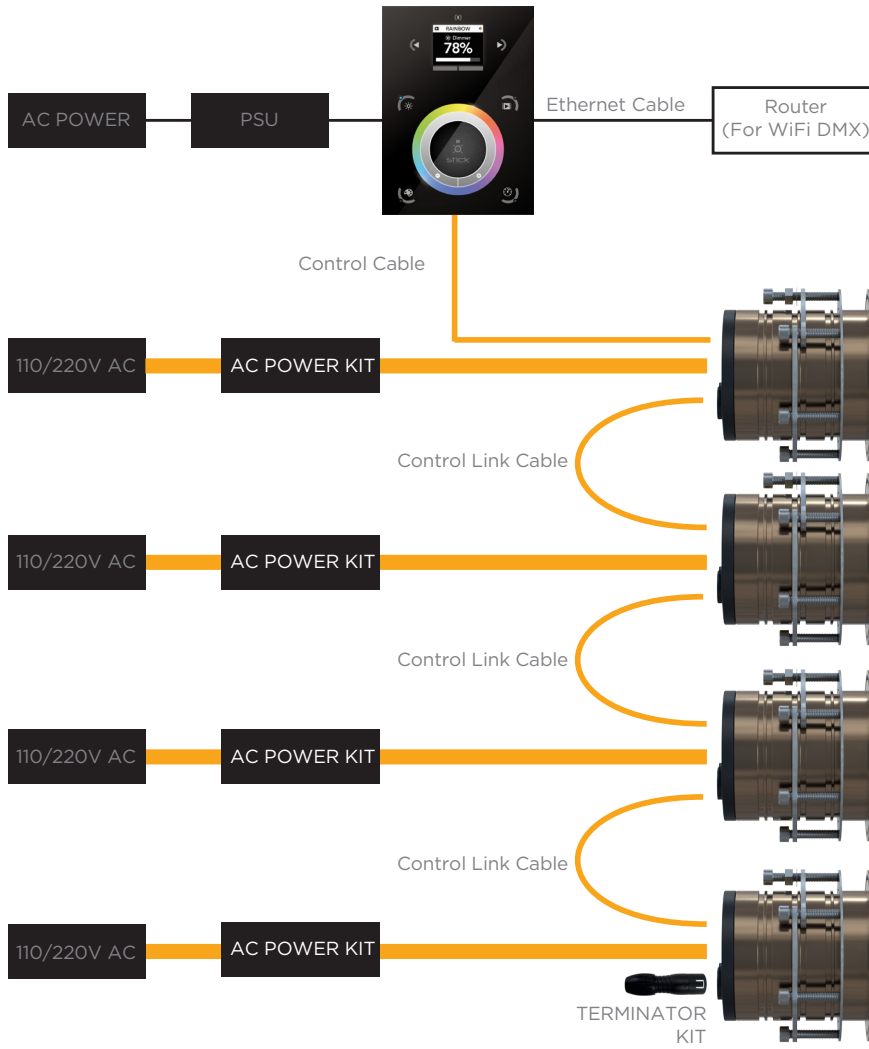 RAINBOW
Dimmer
78%
AC POWER
PSU
Ethernet Cable
Router
(For WiFi DMX)
STICK
Control Cable
110/220V AC
AC POWER KIT
Control Link Cable
110/220V AC
AC POWER KIT
Control Link Cable
110/220V AC
AC POWER KIT
Control Link Cable
110/220V AC
AC POWER KIT
TERMINATOR
KIT